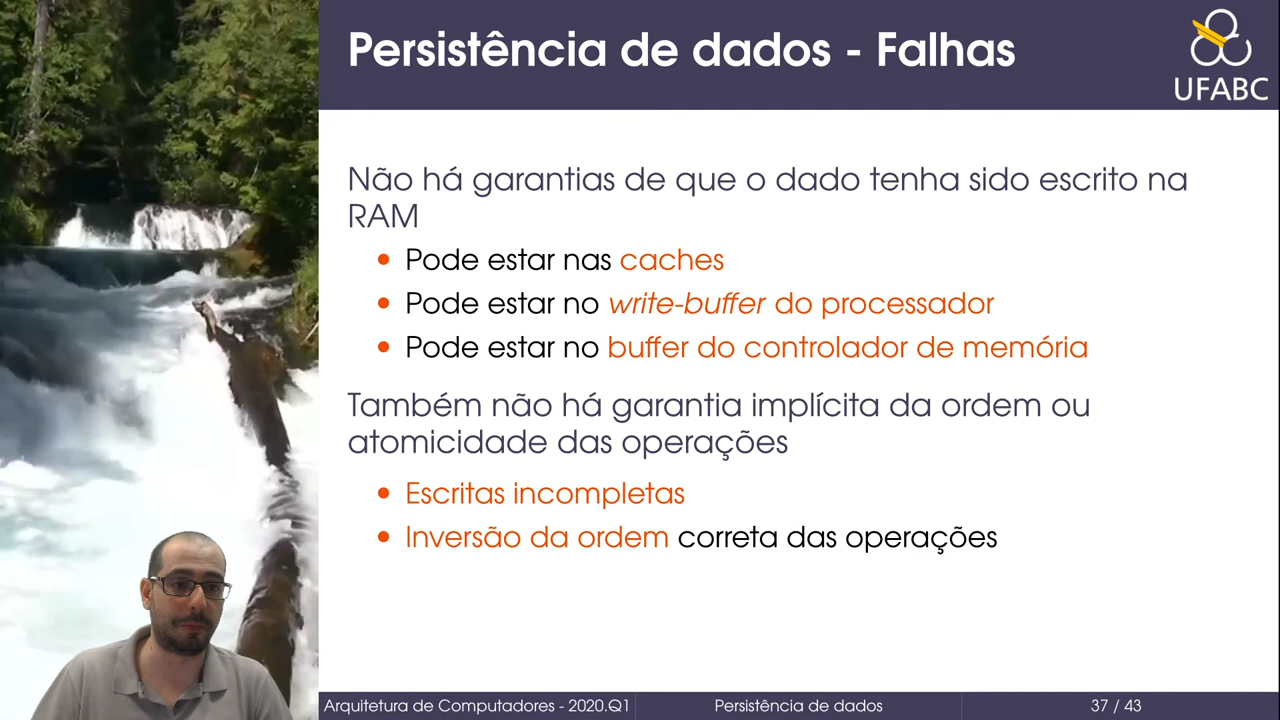 Persistência de dados - Falhas
UFABC
Não há garantias de que o dado tenha sido escrito na
RAM
• Pode estar nas caches
• Pode estar no write-buffer do processador
• Pode estar no buffer do controlador de memória
Também não há garantia implícita da ordem ou
atomicidade das operações
• Escritas incompletas
• Inversão da ordem correta das operações
Arquitetura de Computadores - 2020.Q1
Persistência de dados
37 / 43